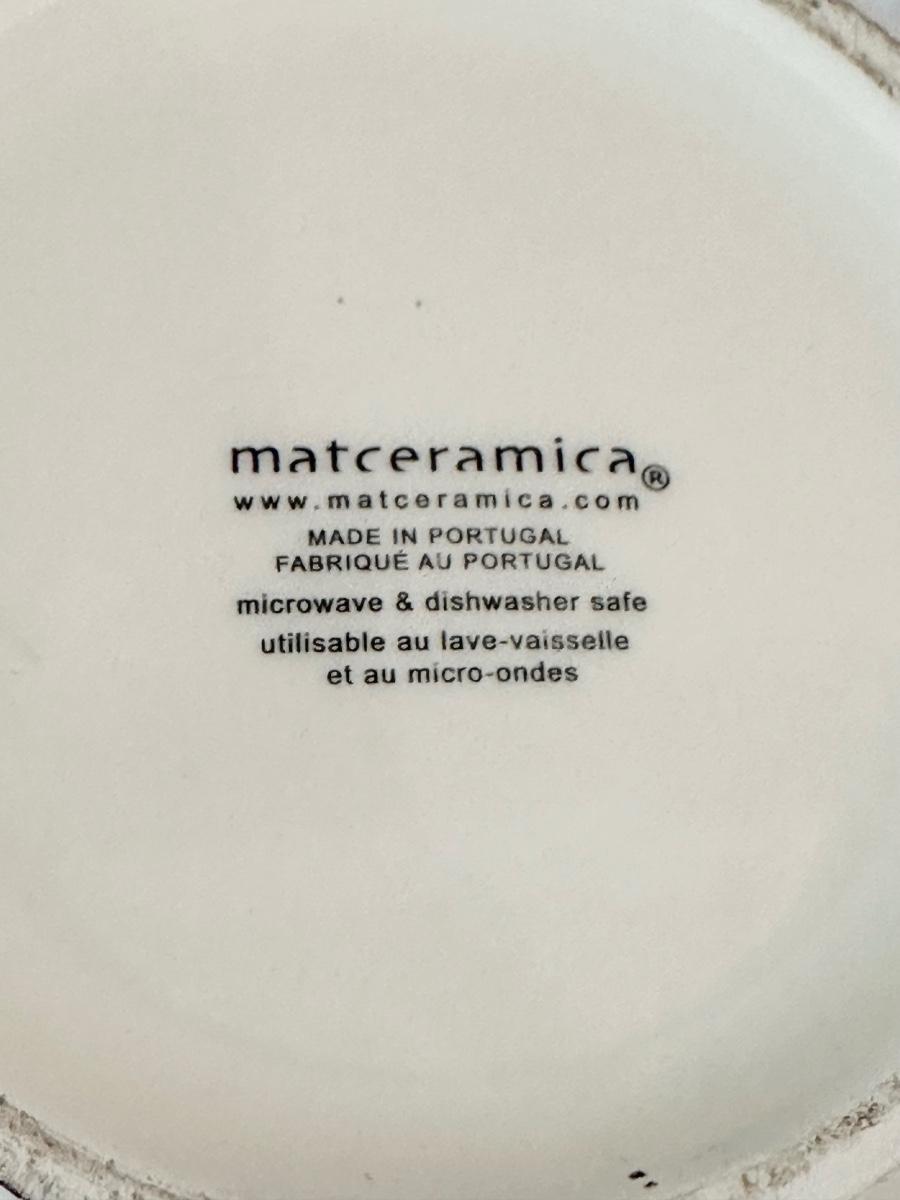 matceramica®
www.matceramica.com
MADE IN PORTUGAL
FABRIQUÉ AU PORTUGAL
microwave & dishwasher safe
utilisable au lave-vaisselle
et au micro-ondes